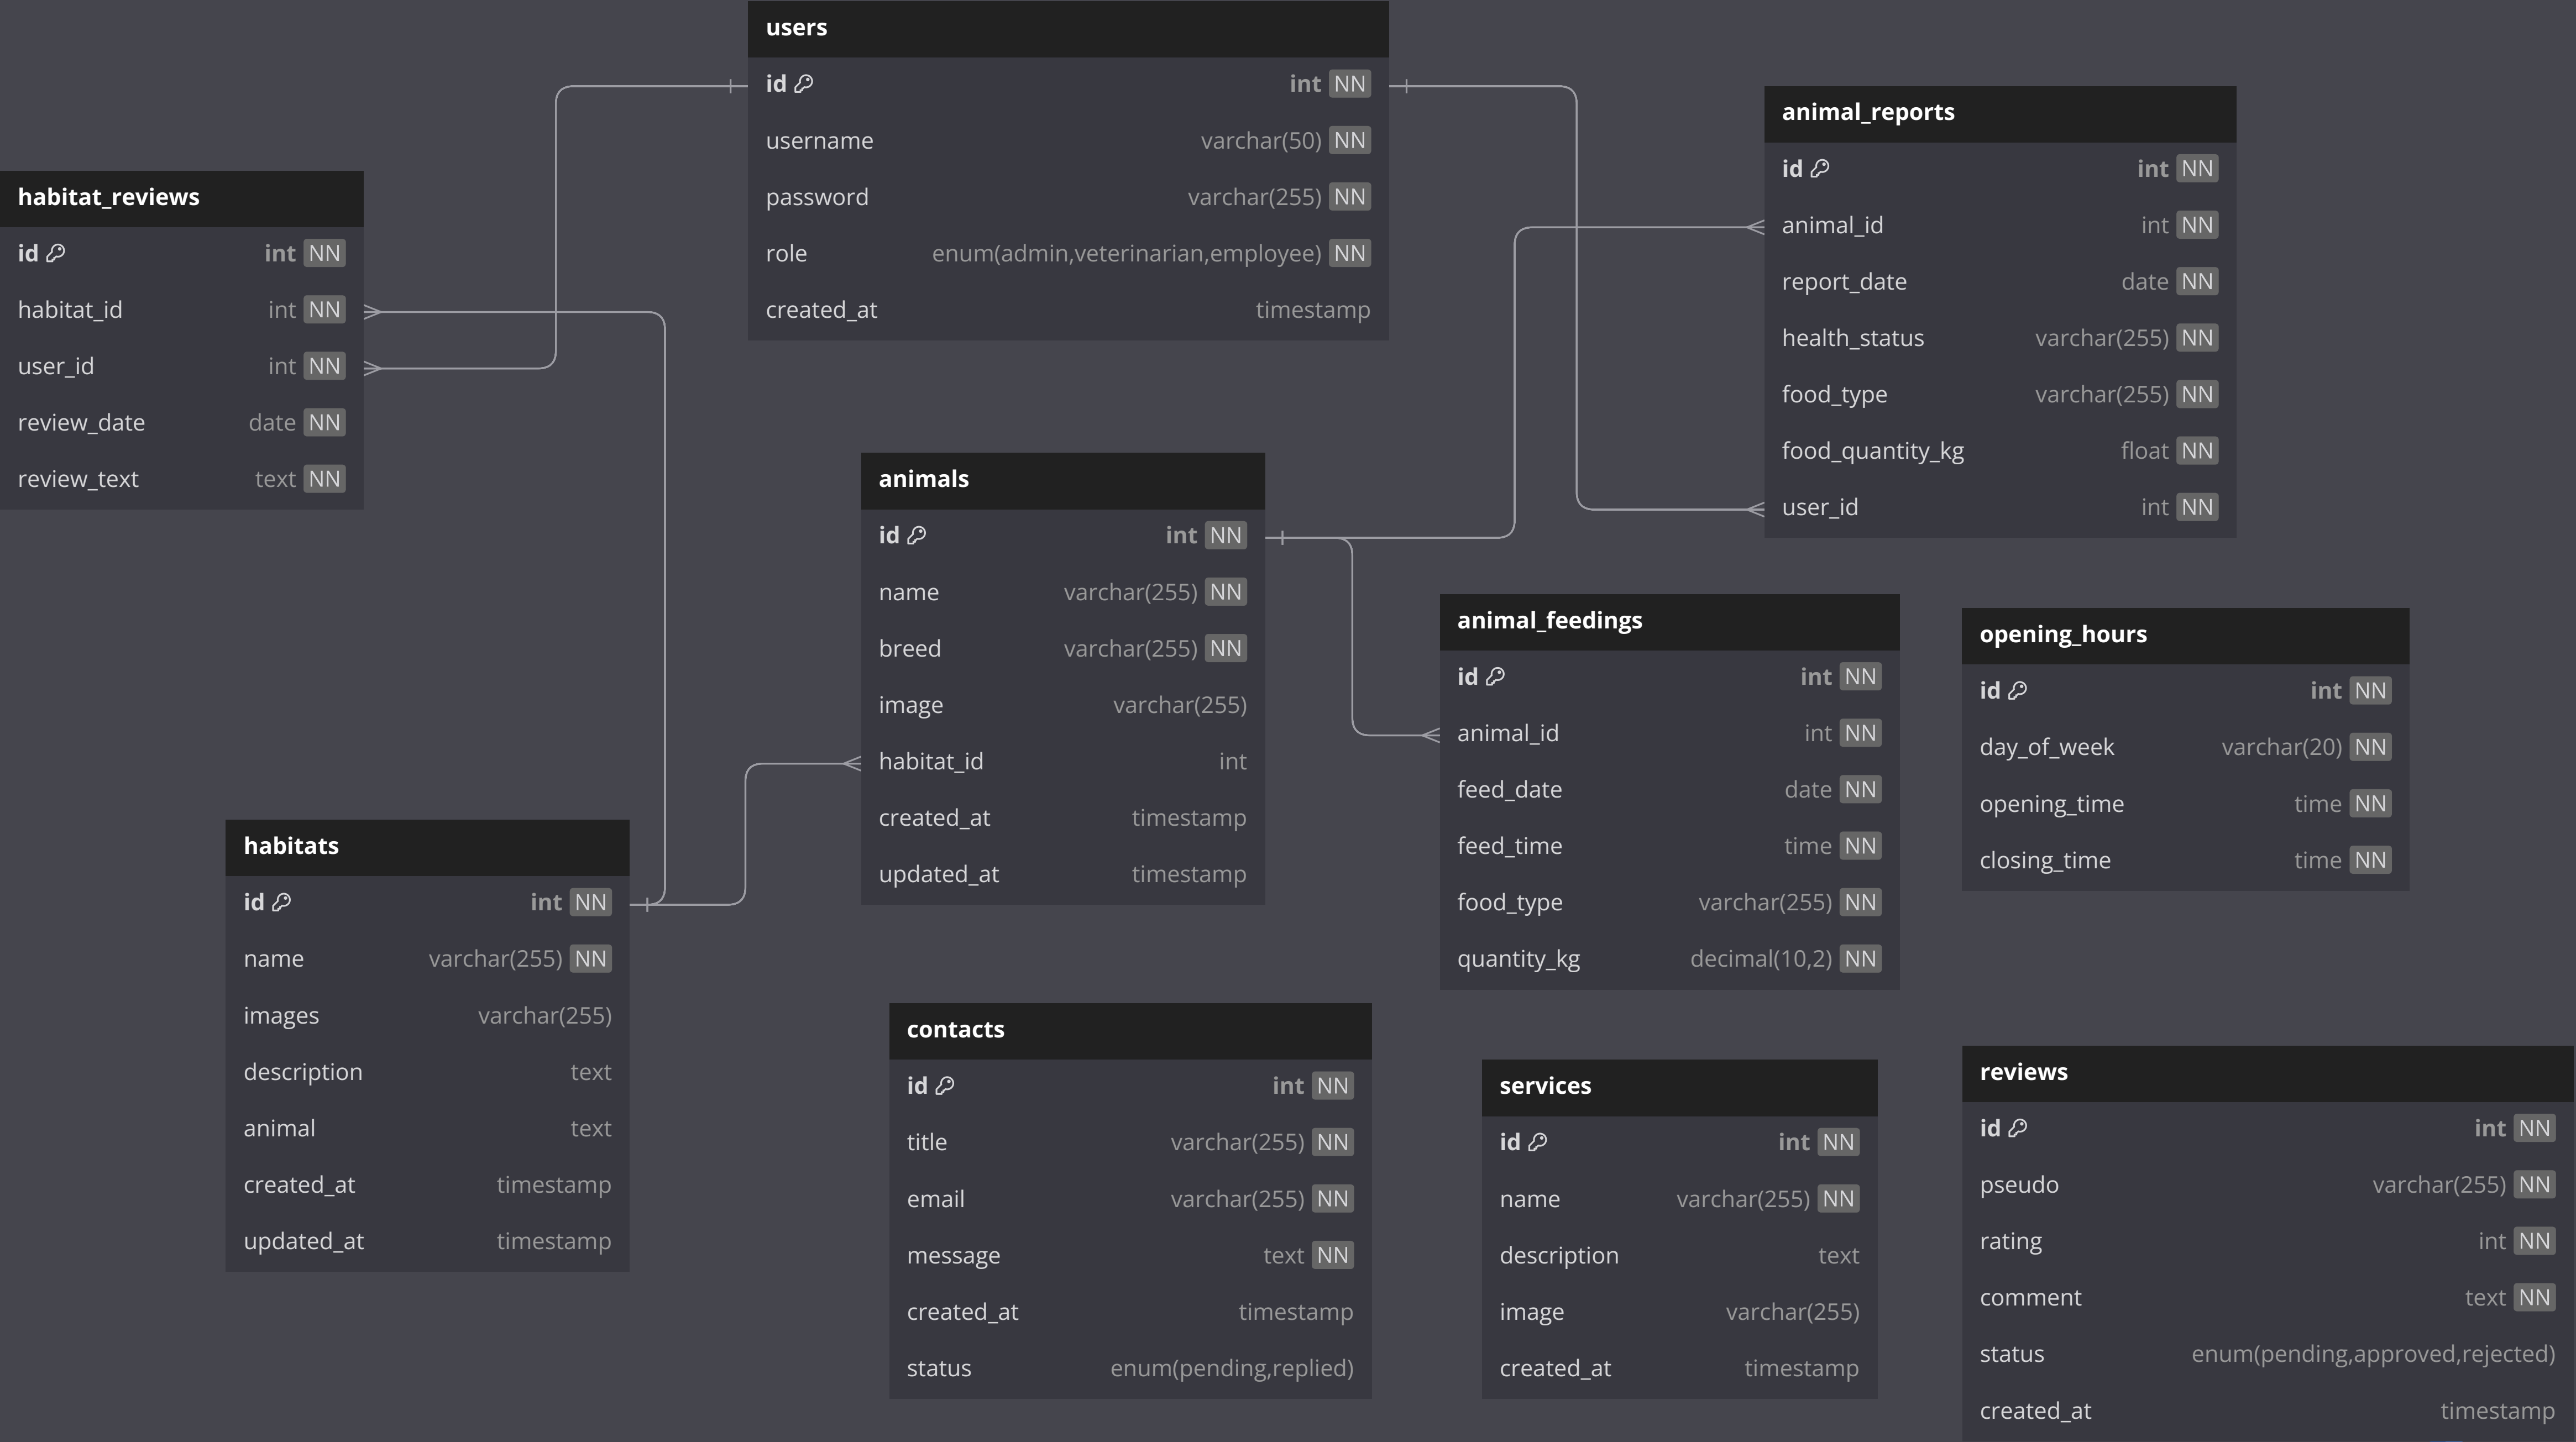 users
id int NN
username varchar(50) NN
password varchar(255) NN
role enum(admin,veterinarian,employee) NN
created_at timestamp
animal_reports
id int NN
animal_id int NN
report_date date NN
health_status varchar(255) NN
food_type varchar(255) NN
food_quantity_kg float NN
user_id int NN
habitat_reviews
id int NN
habitat_id int NN
user_id int NN
review_date date NN
review_text text NN
animals
id int NN
name varchar(255) NN
breed varchar(255) NN
image varchar(255)
habitat_id int
created_at timestamp
updated_at timestamp
animal_feedings
id int NN
animal_id int NN
feed_date date NN
feed_time time NN
food_type varchar(255) NN
quantity_kg decimal(10,2) NN
opening_hours
id int NN
day_of_week varchar(20) NN
opening_time time NN
closing_time time NN
habitats
id int NN
name varchar(255) NN
images varchar(255)
description text
animal text
created_at timestamp
updated_at timestamp
contacts
id int NN
title varchar(255) NN
email varchar(255) NN
message text NN
created_at timestamp
status enum(pending,replied)
services
id int NN
name varchar(255) NN
description text
image varchar(255)
created_at timestamp
reviews
id int NN
pseudo varchar(255) NN
rating int NN
comment text NN
status enum(pending,approved,rejected)
created_at timestamp